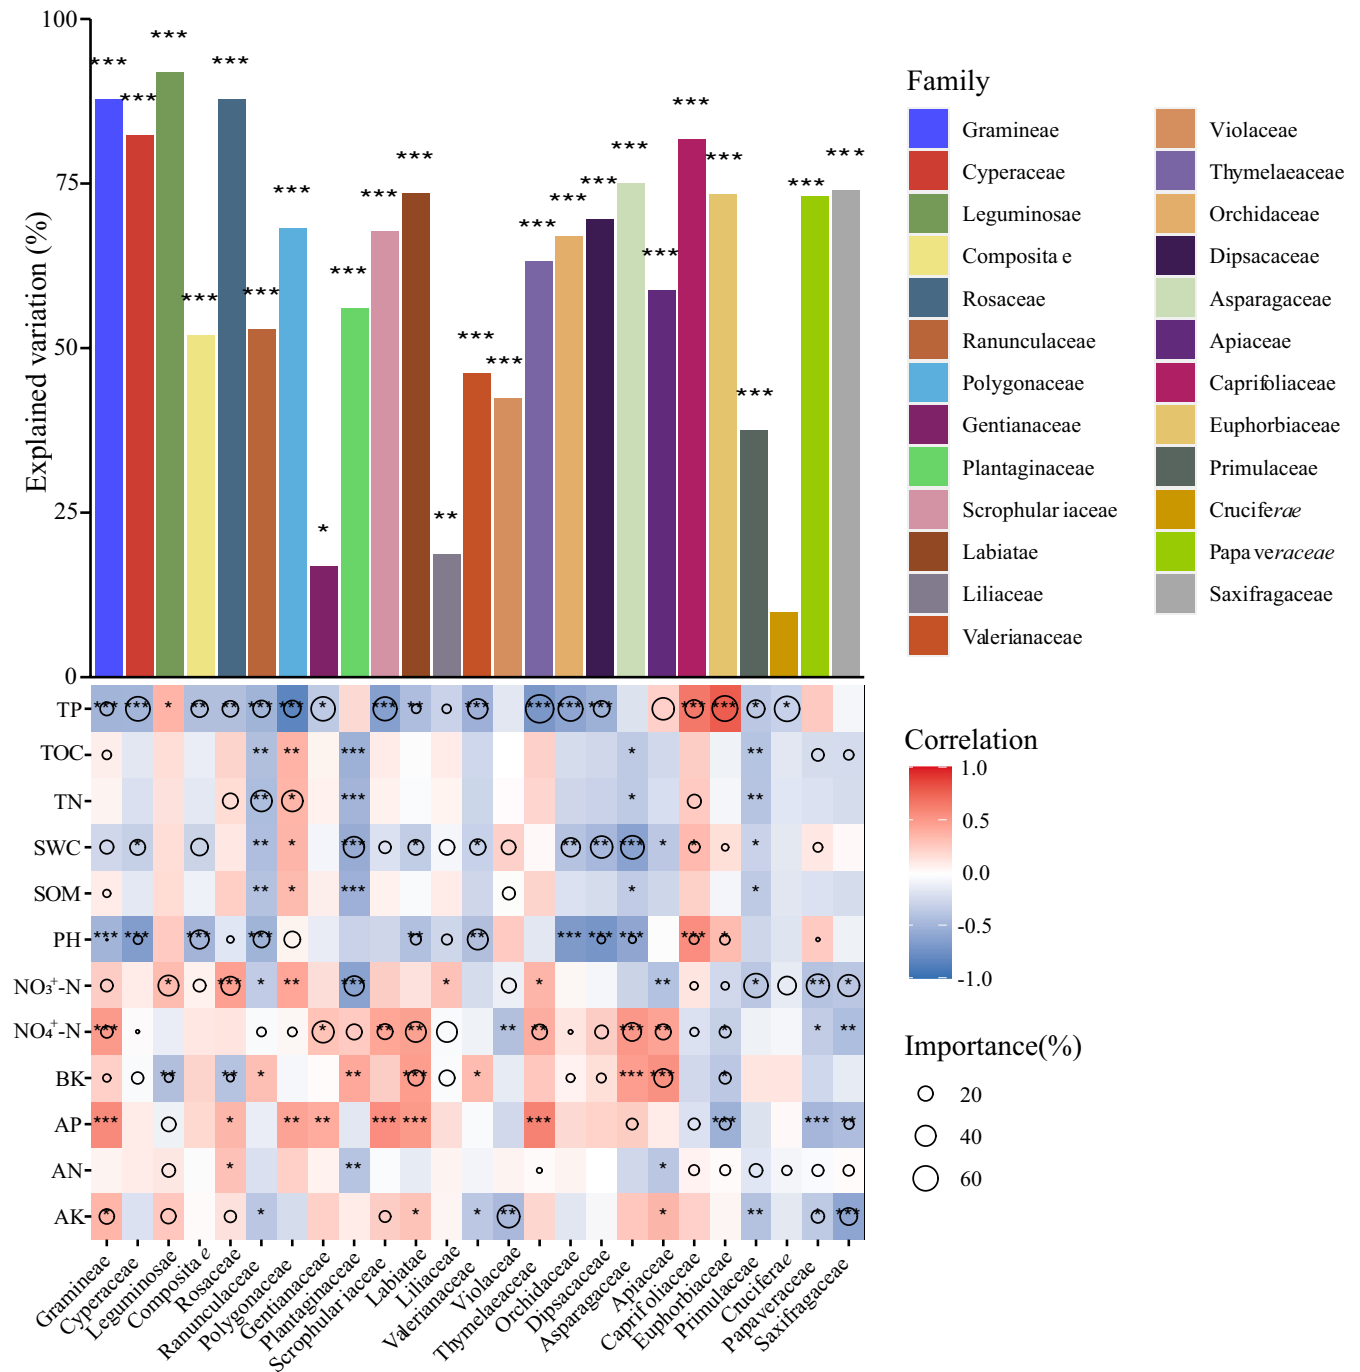 100
75
50
25
0
Explained variation (%)
***
***
***
***
***
***
***
*
***
***
***
**
***
***
***
***
***
***
***
***
***
***
***
***
Family
Gramineae
Cyperaceae
Leguminosae
Composita e
Rosaceae
Ranunculaceae
Polygonaceae
Gentianaceae
Plantaginaceae
Scrophular iaceae
Labiatae
Liliaceae
Valerianaceae
Violaceae
Thymelaeaceae
Orchidaceae
Dipsacaceae
Asparagaceae
Apiaceae
Caprifoliaceae
Euphorbiaceae
Primulaceae
Cruciferae
Papa veraceae
Saxifragaceae
TP *** *** * ** ** *** *** * *** ** *** *** *** *** *** *** * *
TOC ** ** *** * **
TN ** * *** * **
SWC * ** * *** * * ** ** *** * * *
SOM ** * *** * *
PH *** *** *** *** ** ** *** *** *** *** *
NO₃⁺-N * *** * ** *** * * ** * ** *
NO₄⁺-N *** * ** ** ** ** *** ** * * **
BK ** ** * ** *** * *** *** *
AP *** * ** ** *** *** *** *** *** **
AN * ** *
AK * * * * ** * ** * ***
Gramineae
Cyperaceae
Leguminosae
Composita e
Rosaceae
Ranunculaceae
Polygonaceae
Gentianaceae
Plantaginaceae
Scrophular iaceae
Labiatae
Liliaceae
Valerianaceae
Violaceae
Thymelaeaceae
Orchidaceae
Dipsacaceae
Asparagaceae
Apiaceae
Caprif oliaceae
Euphorbiaceae
Primulaceae
Cruciferae
Papaveraceae
Saxifragaceae
Correlation
1.0
0.5
0.0
-0.5
-1.0
Importance(%)
20
40
60